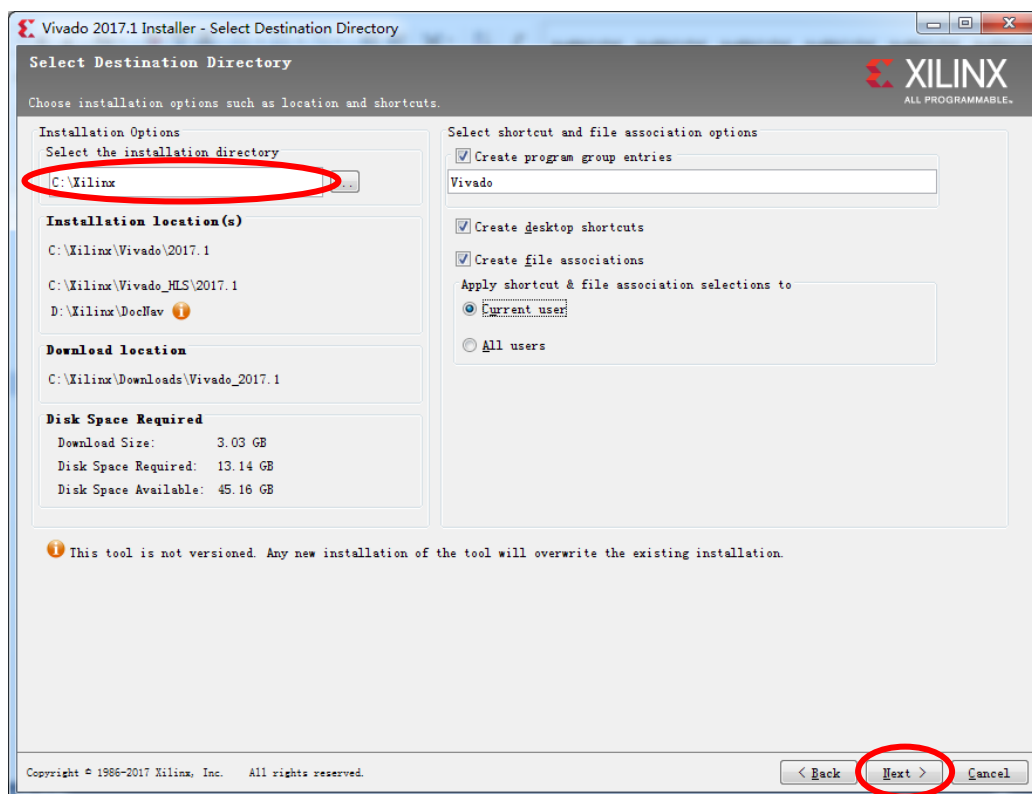 Vivado 2017.1 Installer - Select Destination Directory
Select Destination Directory
Choose installation options such as location and shortcuts.
XILINX
ALL PROGRAMMABLE.
Installation Options
Select the installation directory
C:\Xilinx
Installation location(s)
C:\Xilinx\Vivado\2017.1
C:\Xilinx\Vivado_HLS\2017.1
D:\Xilinx\DocNav
Download location
C:\Xilinx\Downloads\Vivado_2017.1
Disk Space Required
Download Size: 3.03 GB
Disk Space Required: 13.14 GB
Disk Space Available: 45.16 GB
Select shortcut and file association options
Create program group entries
Vivado
Create desktop shortcuts
Create file associations
Apply shortcut & file association selections to
Current user
All users
This tool is not versioned. Any new installation of the tool will overwrite the existing installation.
Copyright © 1986-2017 Xilinx, Inc. All rights reserved.
< Back
Next >
Cancel